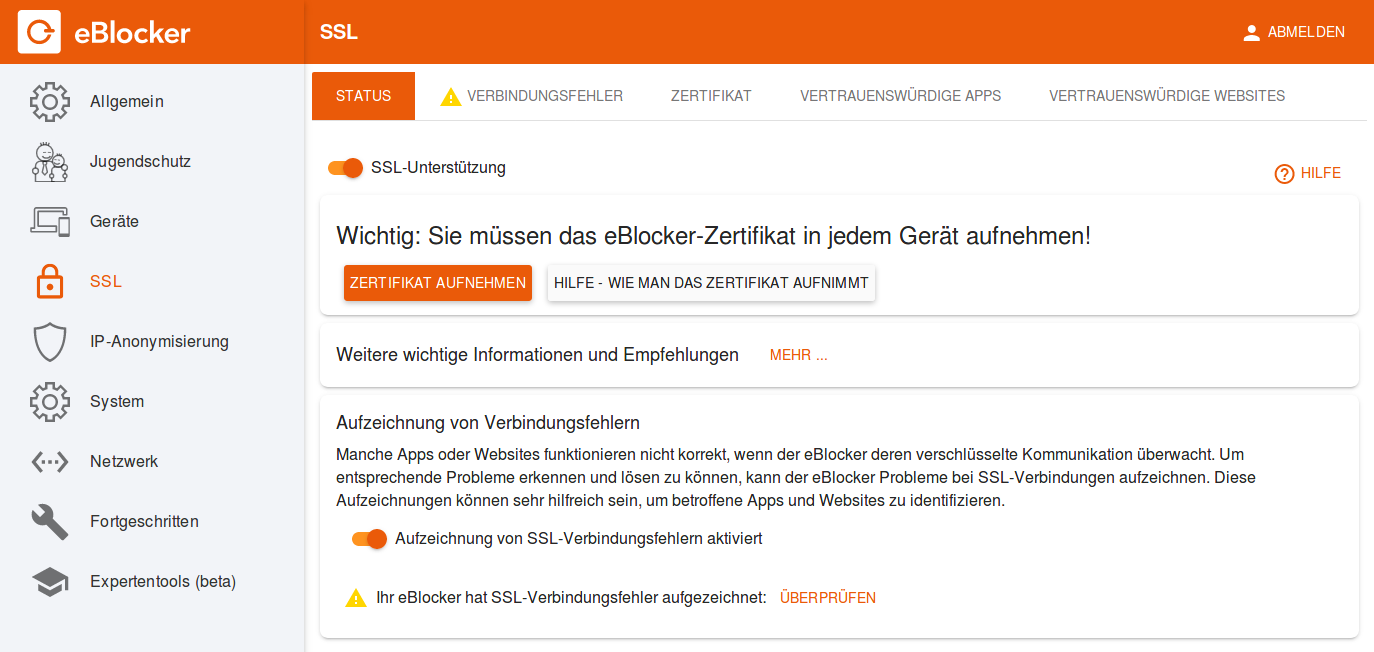 eBlocker
SSL
ABMELDEN
Allgemein
Jugendschutz
Geräte
SSL
IP-Anonymisierung
System
Netzwerk
Fortgeschritten
Expertentools (beta)
STATUS
VERBINDUNGSFEHLER
ZERTIFIKAT
VERTRAUENSWÜRDIGE APPS
VERTRAUENSWÜRDIGE WEBSITES
SSL-Unterstützung
HILFE
Wichtig: Sie müssen das eBlocker-Zertifikat in jedem Gerät aufnehmen!
ZERTIFIKAT AUFNEHMEN
HILFE - WIE MAN DAS ZERTIFIKAT AUFNIMMT
Weitere wichtige Informationen und Empfehlungen
MEHR ...
Aufzeichnung von Verbindungsfehlern
Manche Apps oder Websites funktionieren nicht korrekt, wenn der eBlocker deren verschlüsselte Kommunikation überwacht. Um
entsprechende Probleme erkennen und lösen zu können, kann der eBlocker Probleme bei SSL-Verbindungen aufzeichnen. Diese
Aufzeichnungen können sehr hilfreich sein, um betroffene Apps und Websites zu identifizieren.
Aufzeichnung von SSL-Verbindungsfehlern aktiviert
Ihr eBlocker hat SSL-Verbindungsfehler aufgezeichnet:
ÜBERPRÜFEN